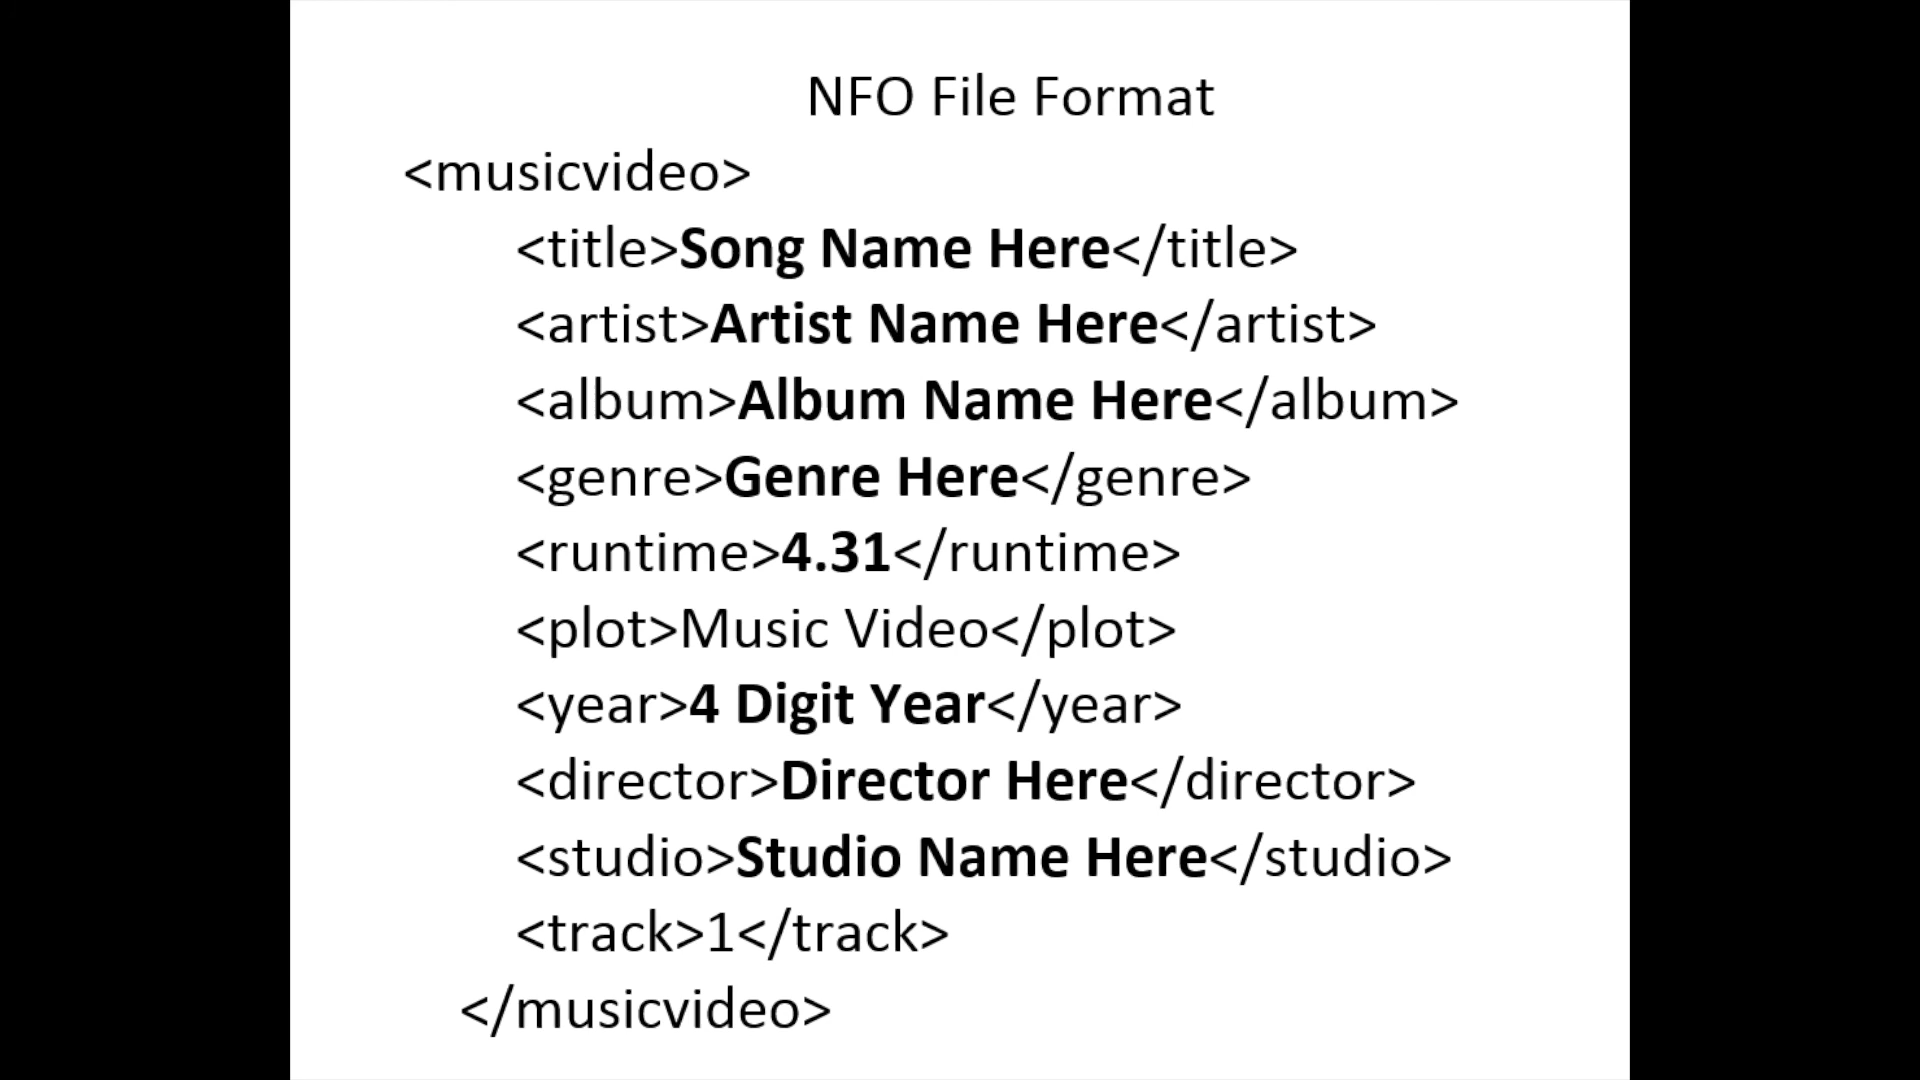 NFO File Format
<musicvideo>
<title>Song Name Here</title>
<artist>Artist Name Here</artist>
<album>Album Name Here</album>
<genre>Genre Here</genre>
<runtime>4.31</runtime>
<plot>Music Video</plot>
<year>4 Digit Year</year>
<director>Director Here</director>
<studio>Studio Name Here</studio>
<track>1</track>
</musicvideo>